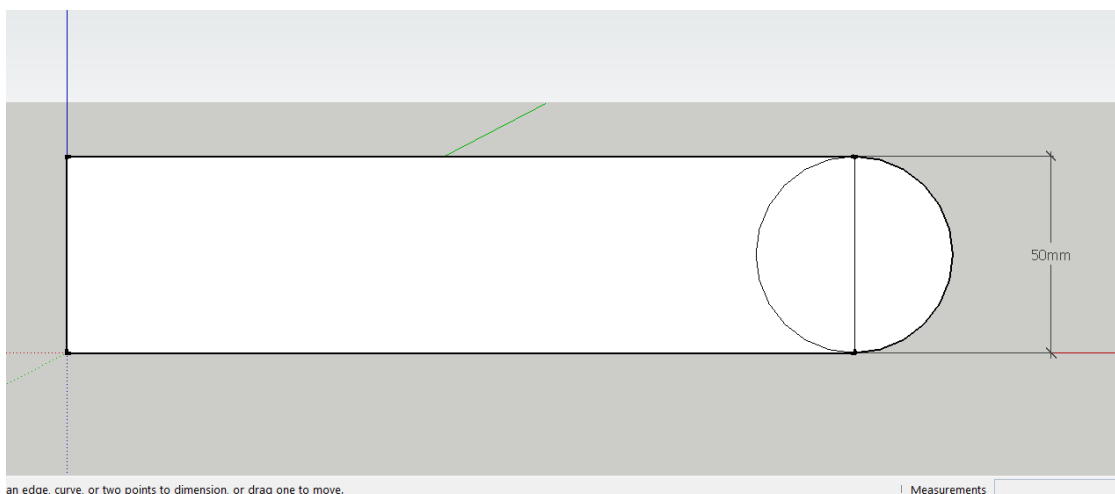 50mm
an edge, curve, or two points to dimension, or drag one to move.
Measurements